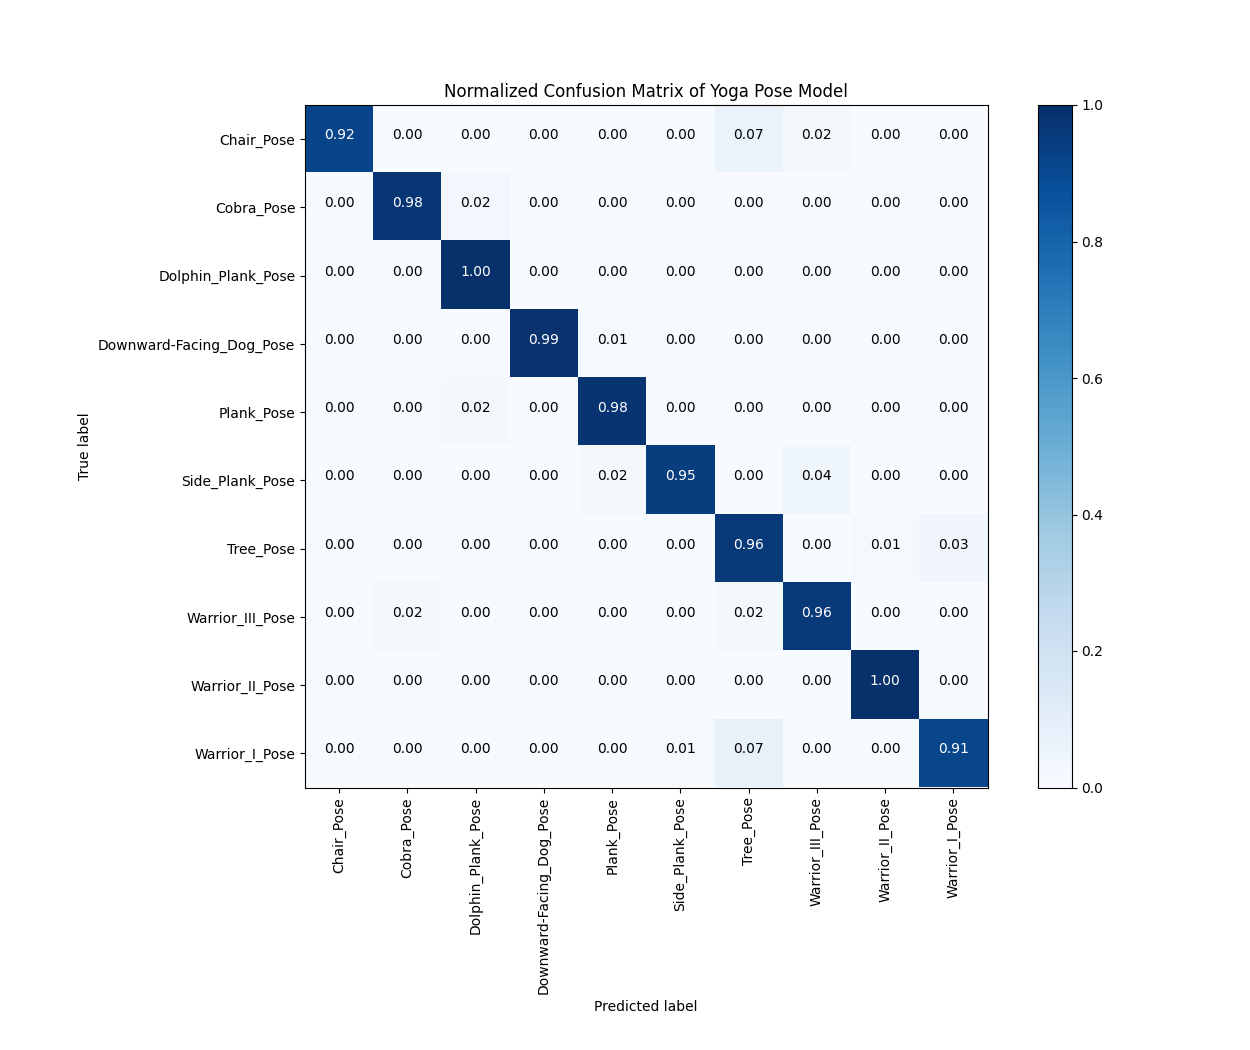 Normalized Confusion Matrix of Yoga Pose Model
Chair_Pose 0.92 0.00 0.00 0.00 0.00 0.00 0.07 0.02 0.00 0.00
Cobra_Pose 0.00 0.98 0.02 0.00 0.00 0.00 0.00 0.00 0.00 0.00
Dolphin_Plank_Pose 0.00 0.00 1.00 0.00 0.00 0.00 0.00 0.00 0.00 0.00
Downward-Facing_Dog_Pose 0.00 0.00 0.00 0.99 0.01 0.00 0.00 0.00 0.00 0.00
Plank_Pose 0.00 0.00 0.02 0.00 0.98 0.00 0.00 0.00 0.00 0.00
Side_Plank_Pose 0.00 0.00 0.00 0.00 0.02 0.95 0.00 0.04 0.00 0.00
Tree_Pose 0.00 0.00 0.00 0.00 0.00 0.00 0.96 0.00 0.01 0.03
Warrior_III_Pose 0.00 0.02 0.00 0.00 0.00 0.00 0.02 0.96 0.00 0.00
Warrior_II_Pose 0.00 0.00 0.00 0.00 0.00 0.00 0.00 0.00 1.00 0.00
Warrior_I_Pose 0.00 0.00 0.00 0.00 0.00 0.01 0.07 0.00 0.00 0.91
True label
Chair_Pose
Cobra_Pose
Dolphin_Plank_Pose
Downward-Facing_Dog_Pose
Plank_Pose
Side_Plank_Pose
Tree_Pose
Warrior_III_Pose
Warrior_II_Pose
Warrior_I_Pose
Predicted label
1.0
0.8
0.6
0.4
0.2
0.0